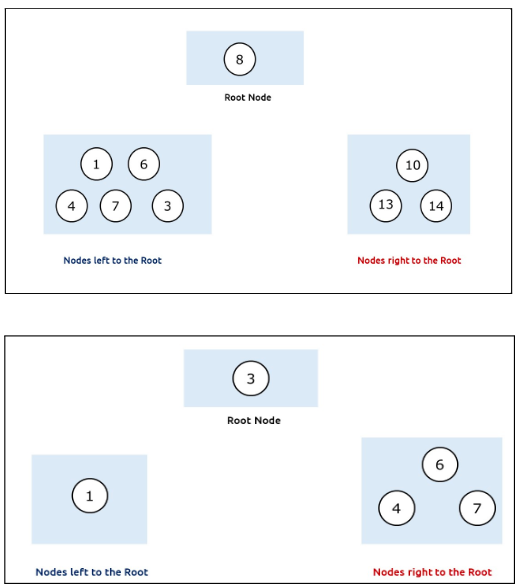 8
Root Node
1 6
4 7 3
10
13 14
Nodes left to the Root
Nodes right to the Root
3
Root Node
1
6
4 7
Nodes left to the Root
Nodes right to the Root